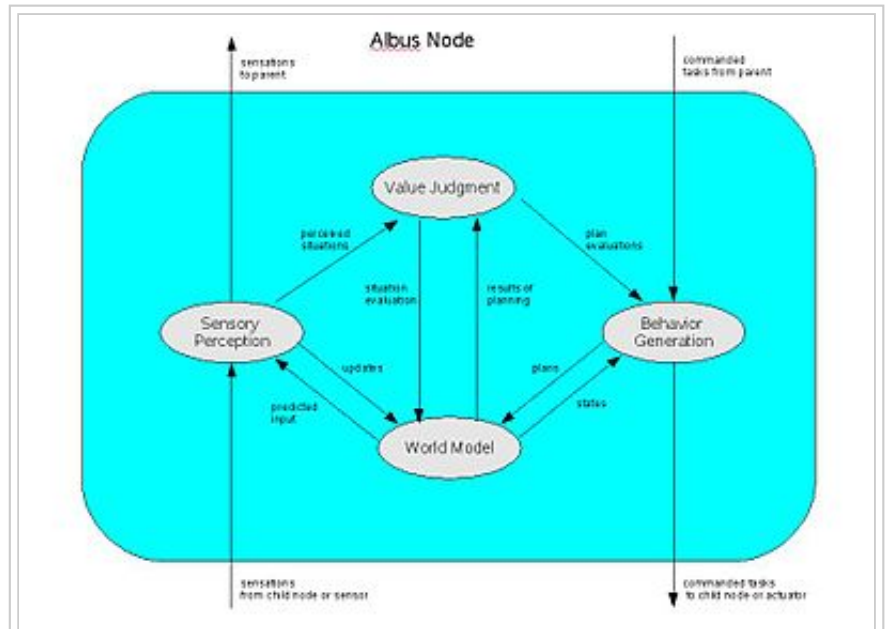 Albus Node
sensations
to parent
commanded
tasks from parent
Value Judgment
perceived
situations
plan
evaluations
situation
evaluation
results of
planning
Sensory
Perception
Behavior
Generation
updates
plans
predicted
input
states
World Model
sensations
from child node or sensor
commanded tasks
to child node or actuator